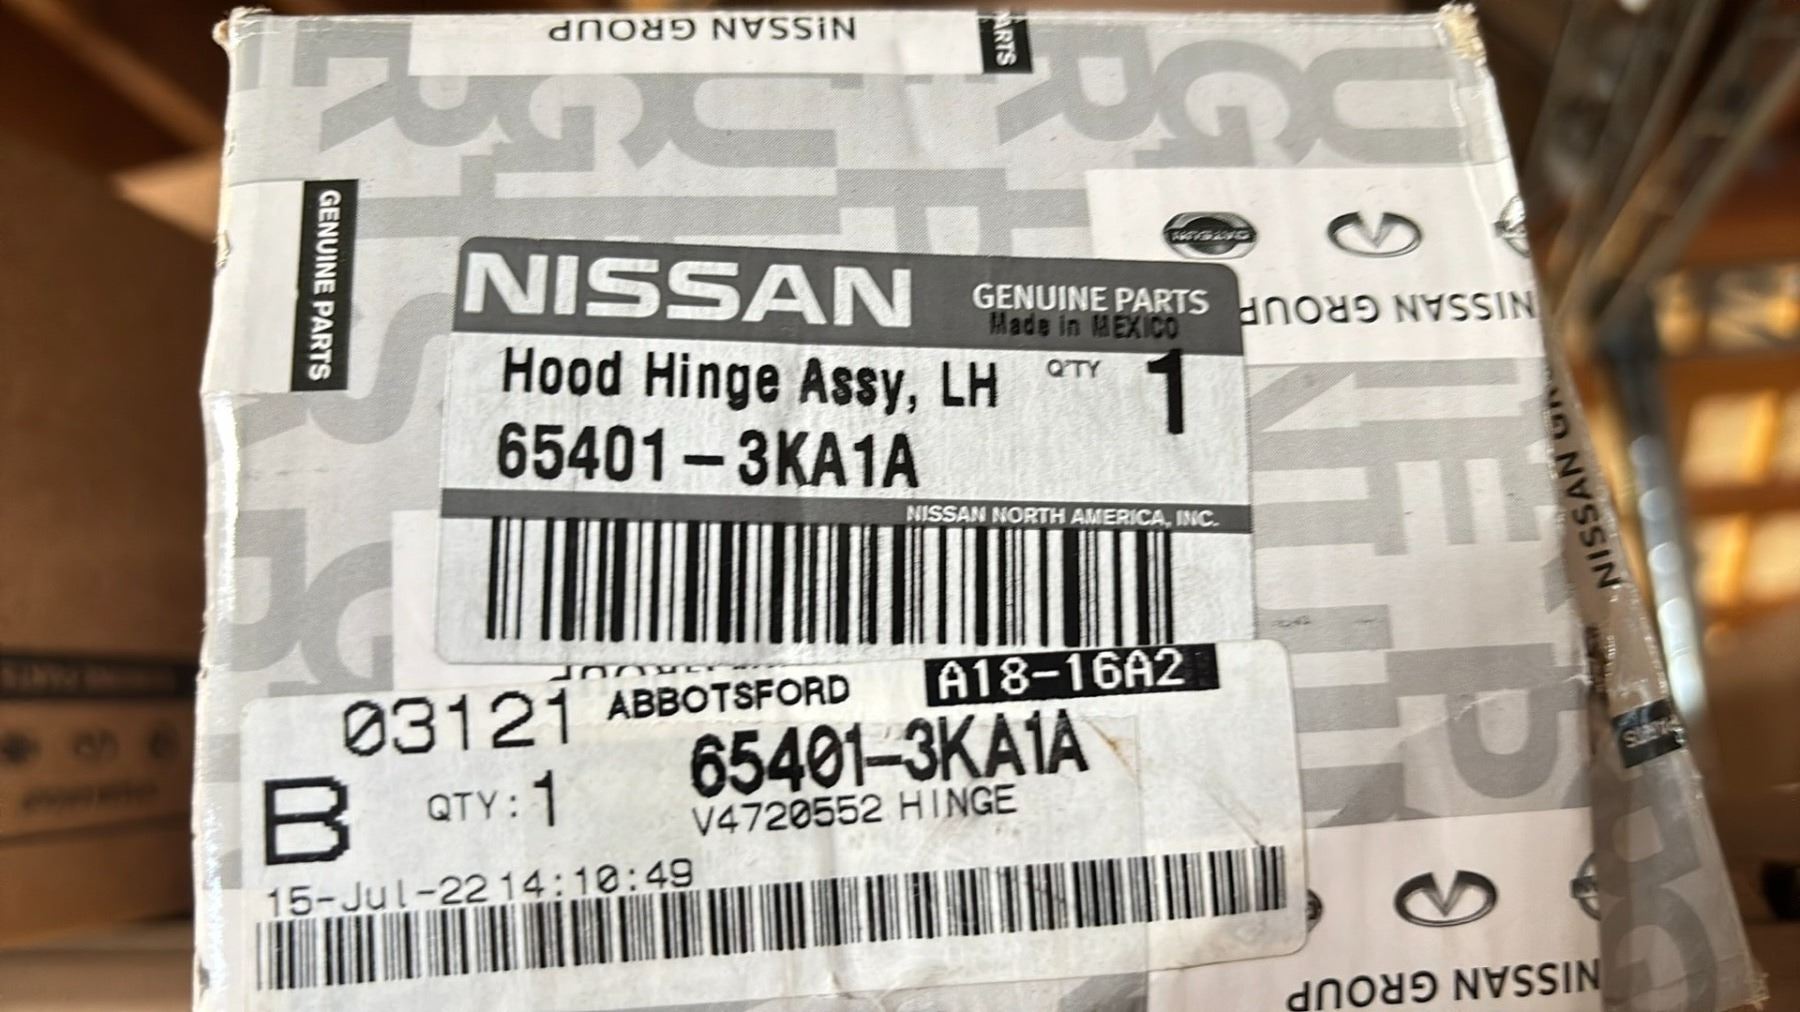 NISSAN GROUP
PARTS
GENUINE PARTS
NISSAN GROUP
NISSAN
GENUINE PARTS
Made in MEXICO
Hood Hinge Assy, LH
Q'TY
1
65401-3KA1A
NISSAN NORTH AMERICA, INC.
03121
ABBOTSFORD
A18-16A2
65401-3KA1A
B
QTY: 1
V4720552 HINGE
15-Jul-22 14:10:49
NISSAN GROUP
NISSAN